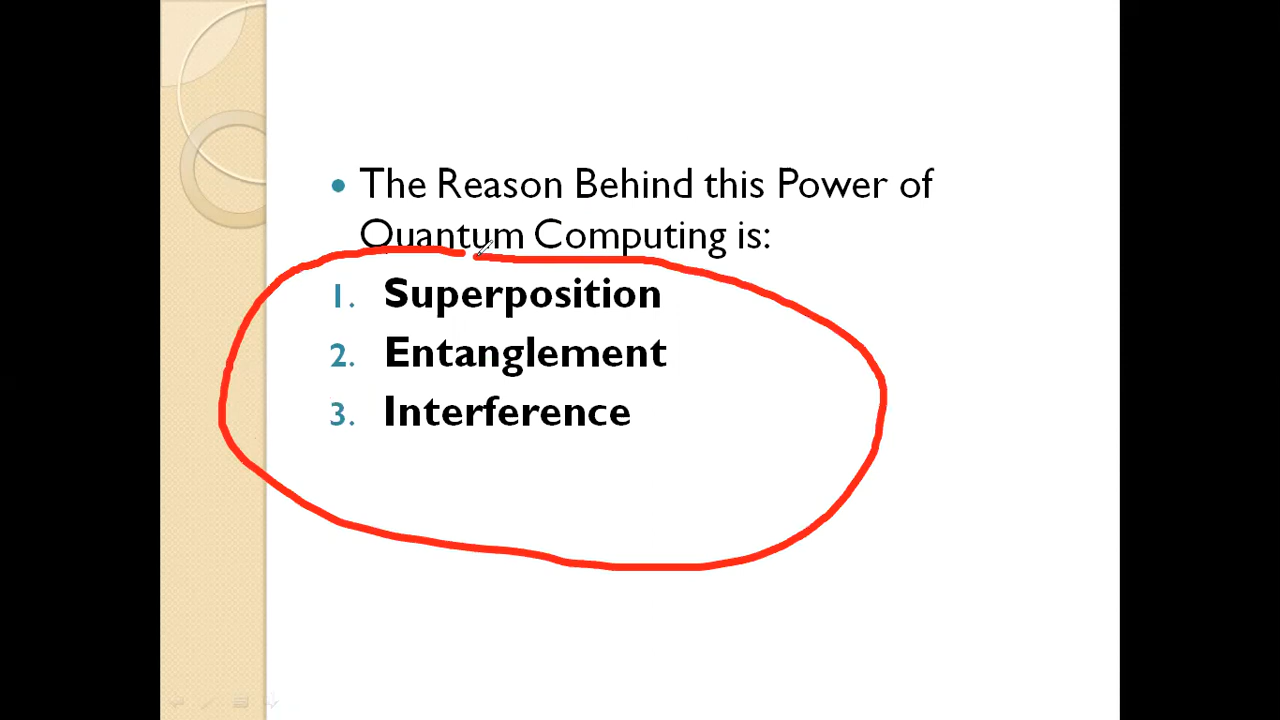 • The Reason Behind this Power of
Quantum Computing is:
1. Superposition
2. Entanglement
3. Interference